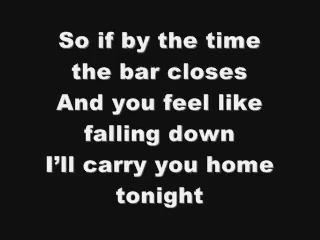 So if by the time
the bar closes
And you feel like
falling down
I'll carry you home
tonight